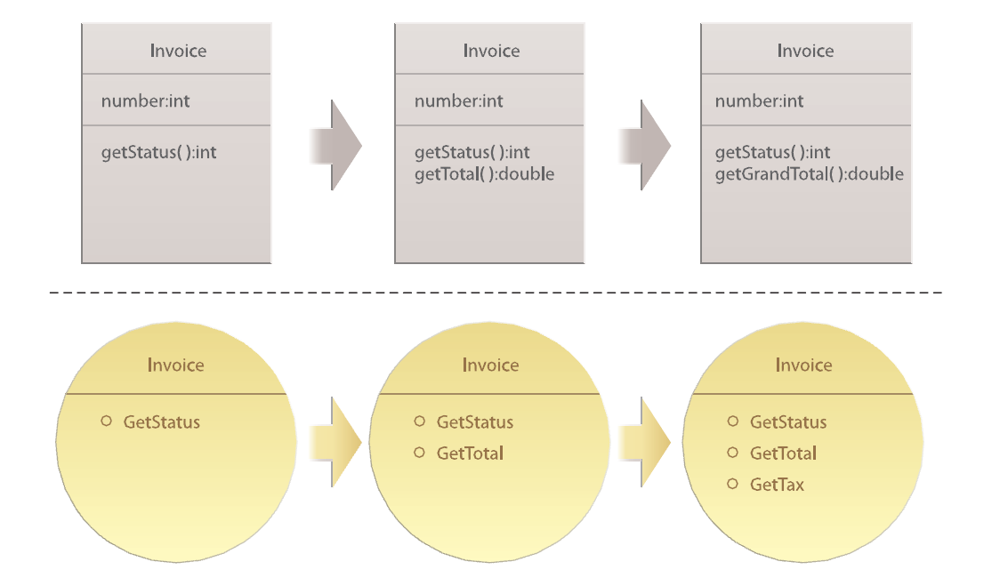 Invoice
number:int
getStatus( ):int
Invoice
number:int
getStatus( ):int
getTotal( ):double
Invoice
number:int
getStatus( ):int
getGrandTotal( ):double
Invoice
GetStatus
Invoice
GetStatus
GetTotal
Invoice
GetStatus
GetTotal
GetTax